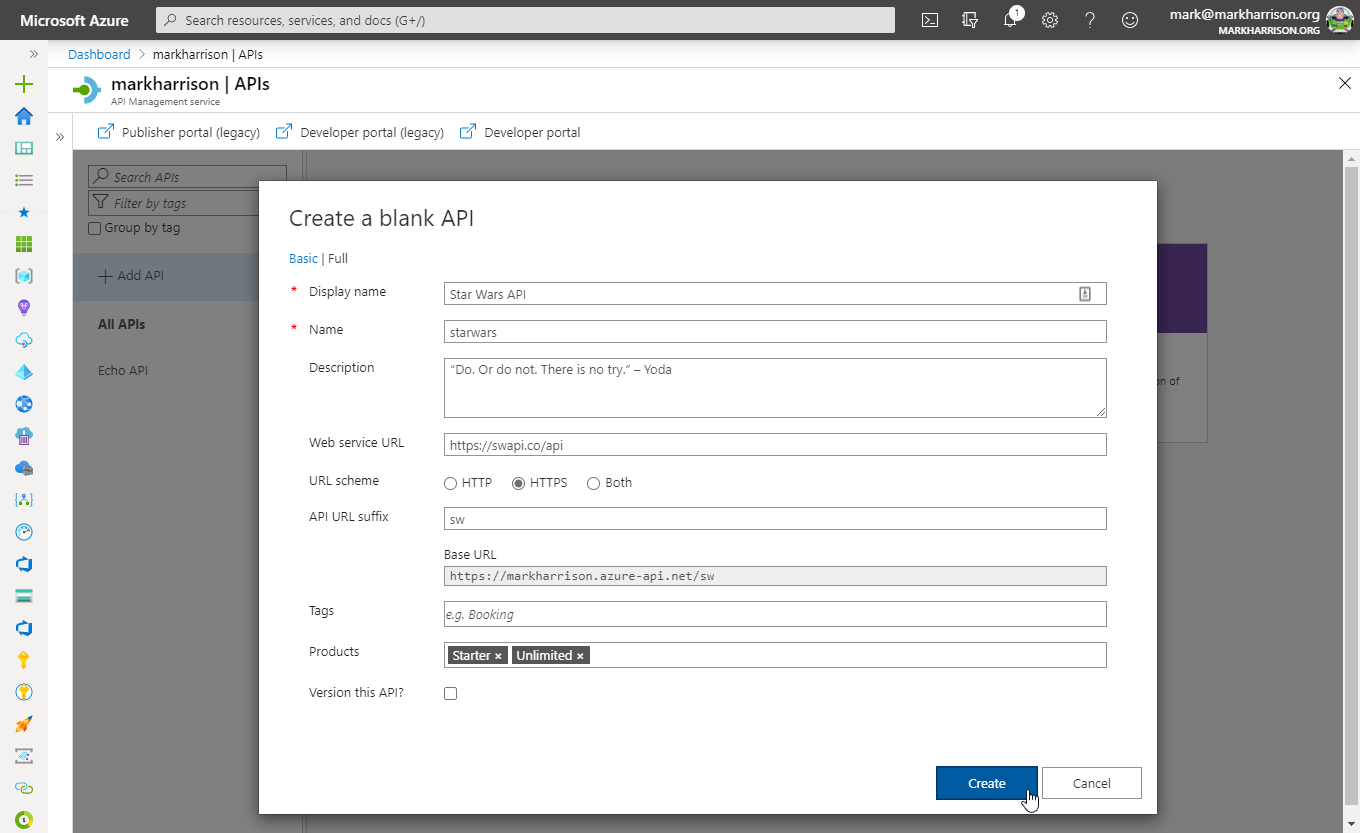 Microsoft Azure
Search resources, services, and docs (G+/)
1
mark@markharrison.org
MARKHARRISON.ORG
Dashboard > markharrison | APIs
markharrison | APIs
API Management service
Publisher portal (legacy) Developer portal (legacy) Developer portal
Search APIs
Filter by tags
Group by tag
Add API
All APIs
Echo API
Create a blank API
Basic | Full
* Display name Star Wars API
* Name starwars
Description “Do. Or do not. There is no try.” – Yoda
Web service URL https://swapi.co/api
URL scheme HTTP HTTPS Both
API URL suffix sw
Base URL
https://markharrison.azure-api.net/sw
Tags e.g. Booking
Products Starter × Unlimited ×
Version this API?
Create Cancel
of